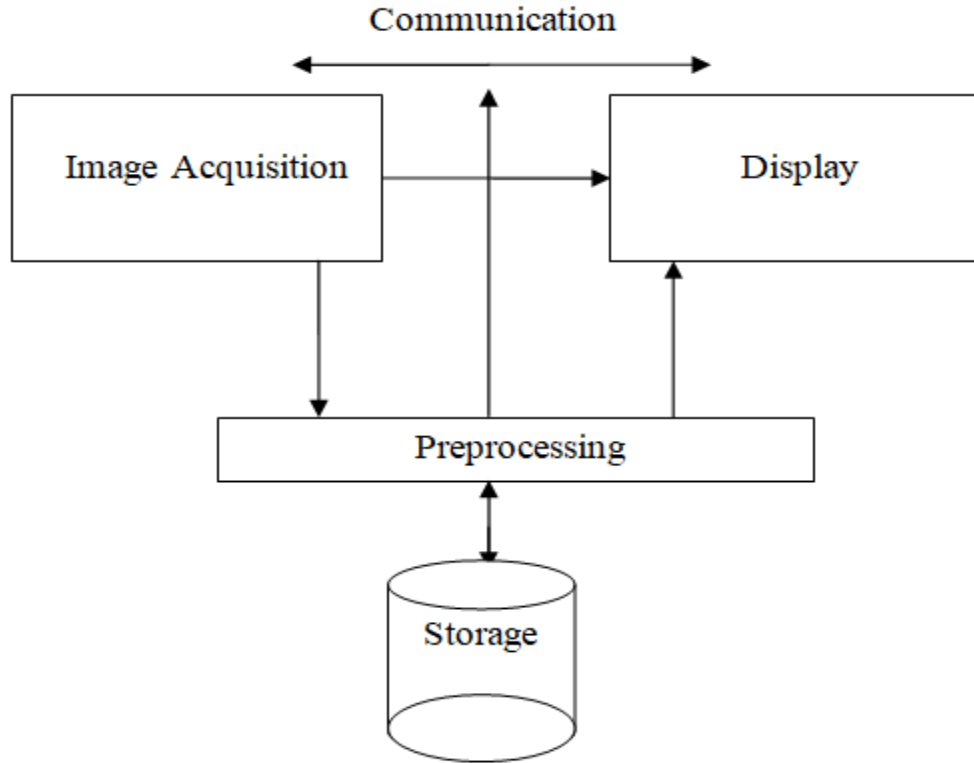 Communication
Image Acquisition
Display
Preprocessing
Storage